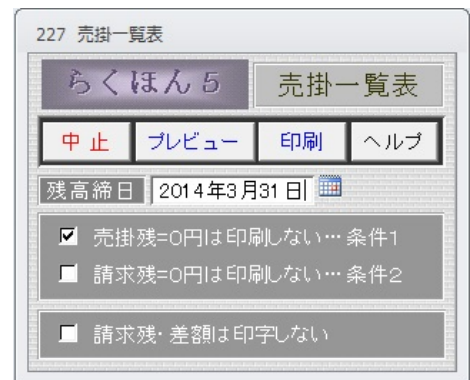 227 売掛一覧表
らくほん5 売掛一覧表
中止 プレビュー 印刷 ヘルプ
残高締日 2014年3月31日
売掛残=0円は印刷しない…条件1
請求残=0円は印刷しない…条件2
請求残・差額は印字しない